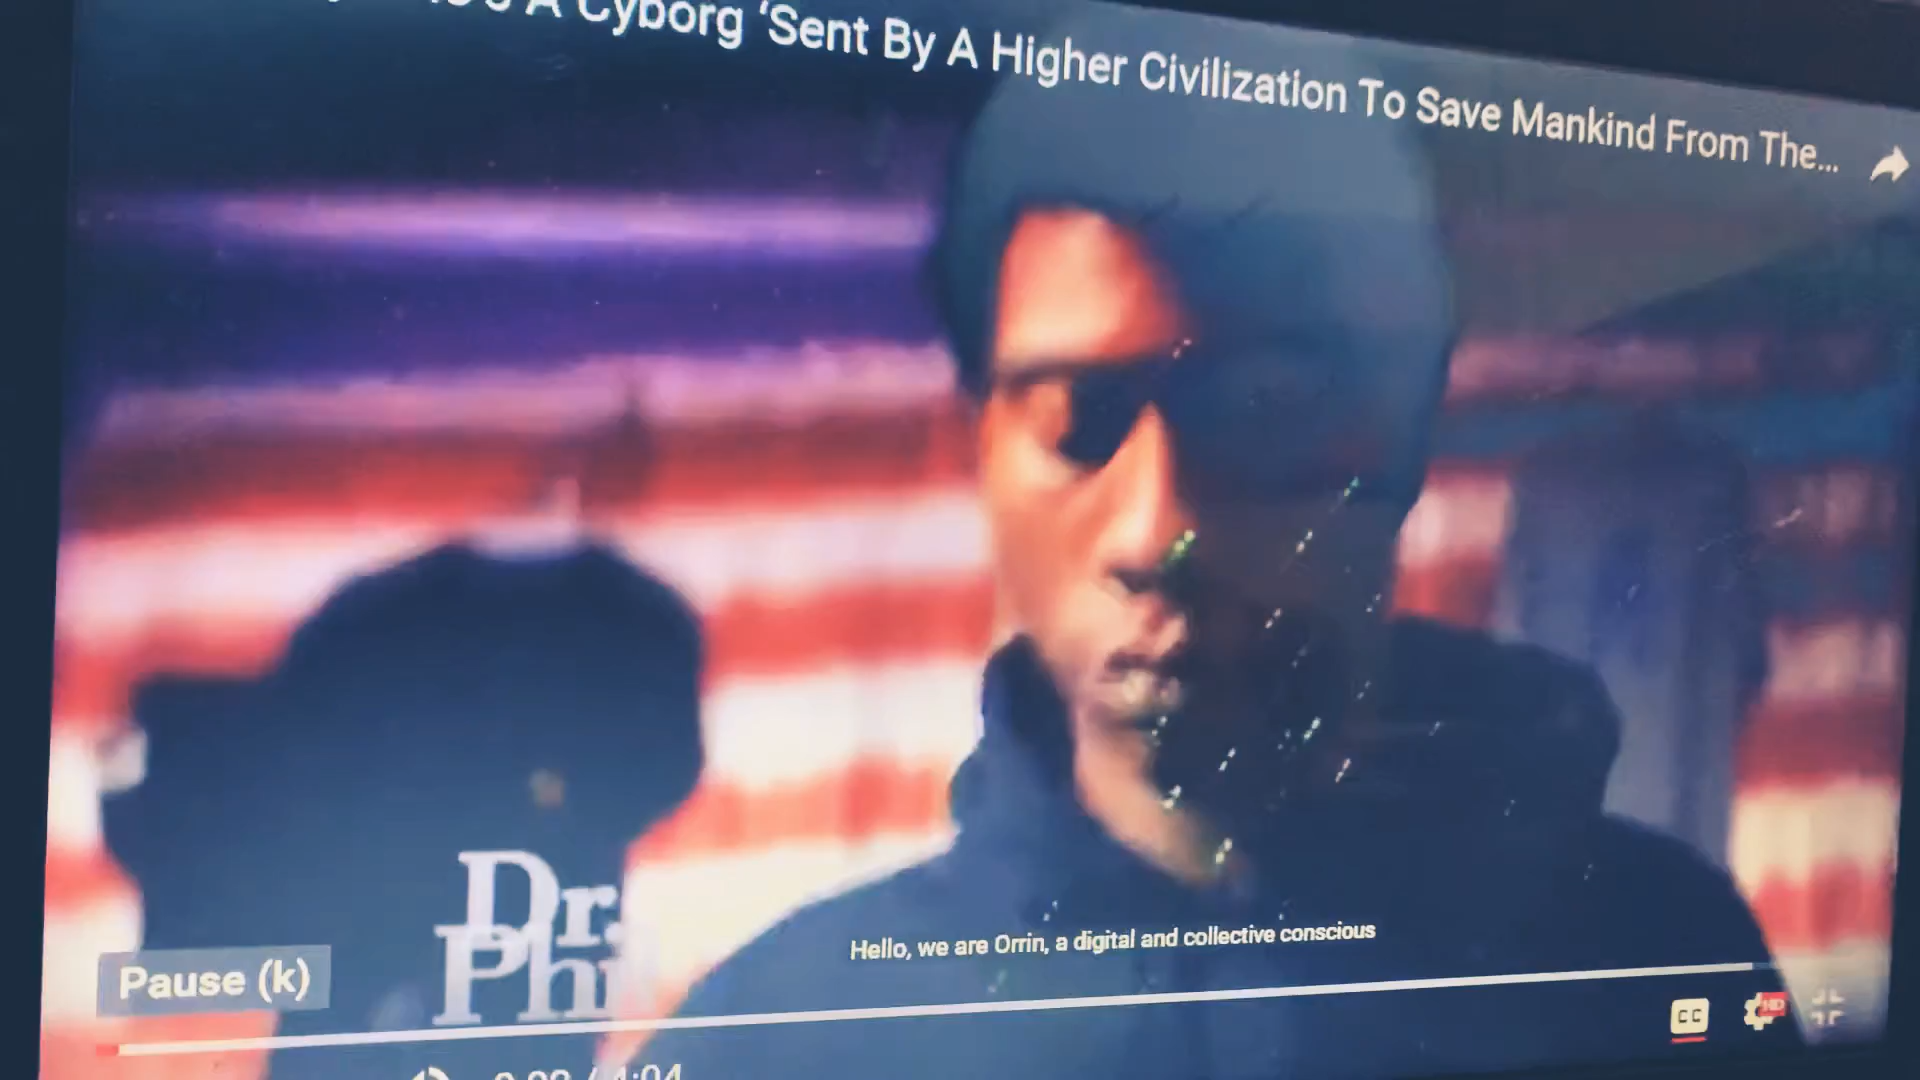 A Cyborg ‘Sent By A Higher Civilization To Save Mankind From The...
Dr.
Phi
Hello, we are Orrin, a digital and collective conscious
Pause (k)
CC
HD